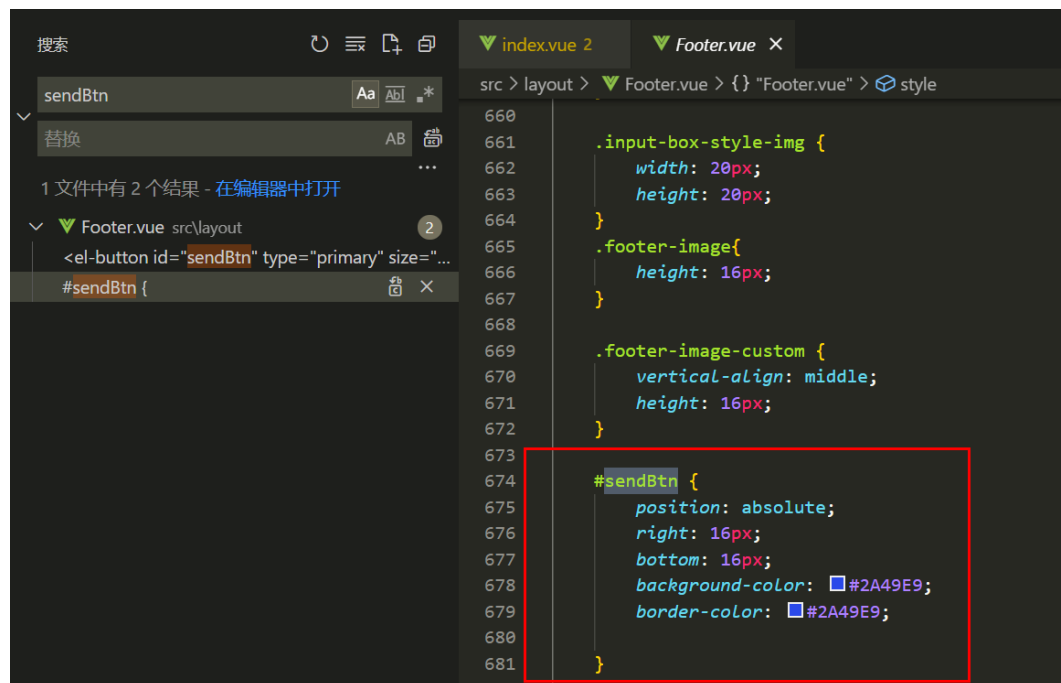 搜索
sendBtn Aa Abl .*
替换 AB
...
1 文件中有 2 个结果 - 在编辑器中打开
Footer.vue src\layout 2
<el-button id="sendBtn" type="primary" size="...
#sendBtn {
index.vue 2 Footer.vue
src > layout > Footer.vue > {} "Footer.vue" > style
660
661 .input-box-style-img {
662 width: 20px;
663 height: 20px;
664 }
665 .footer-image{
666 height: 16px;
667 }
668
669 .footer-image-custom {
670 vertical-align: middle;
671 height: 16px;
672 }
673
674 #sendBtn {
675 position: absolute;
676 right: 16px;
677 bottom: 16px;
678 background-color: #2A49E9;
679 border-color: #2A49E9;
680
681 }